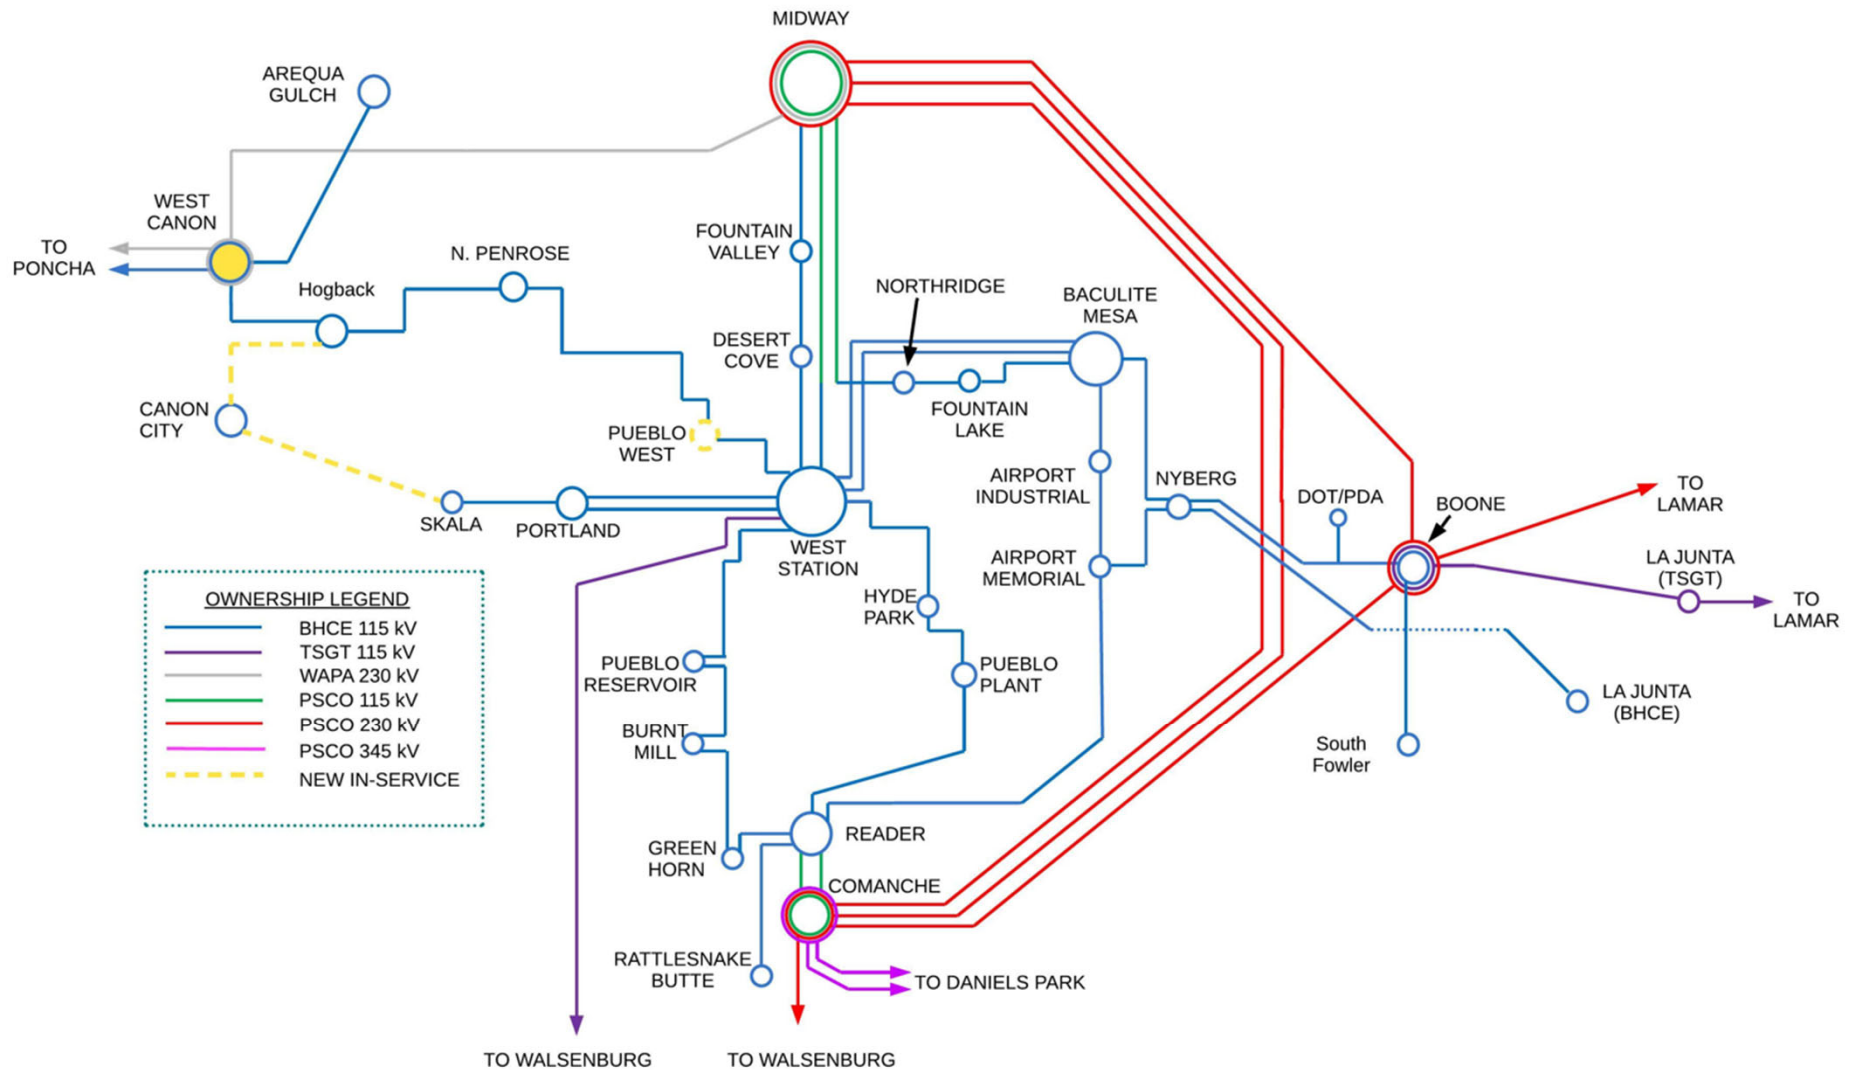 MIDWAY
AREQUA
GULCH
WEST
CANON
TO
PONCHA
Hogback
N. PENROSE
FOUNTAIN
VALLEY
NORTHRIDGE
BACULITE
MESA
DESERT
COVE
FOUNTAIN
LAKE
CANON
CITY
PUEBLO
WEST
SKALA
PORTLAND
WEST
STATION
AIRPORT
INDUSTRIAL
NYBERG
DOT/PDA
BOONE
TO
LAMAR
LA JUNTA
(TSGT)
TO
LAMAR
AIRPORT
MEMORIAL
HYDE
PARK
PUEBLO
RESERVOIR
PUEBLO
PLANT
BURNT
MILL
LA JUNTA
(BHCE)
South
Fowler
OWNERSHIP LEGEND
BHCE 115 kV
TSGT 115 kV
WAPA 230 kV
PSCO 115 kV
PSCO 230 kV
PSCO 345 kV
NEW IN-SERVICE
GREEN
HORN
READER
COMANCHE
RATTLESNAKE
BUTTE
TO DANIELS PARK
TO WALSENBURG
TO WALSENBURG